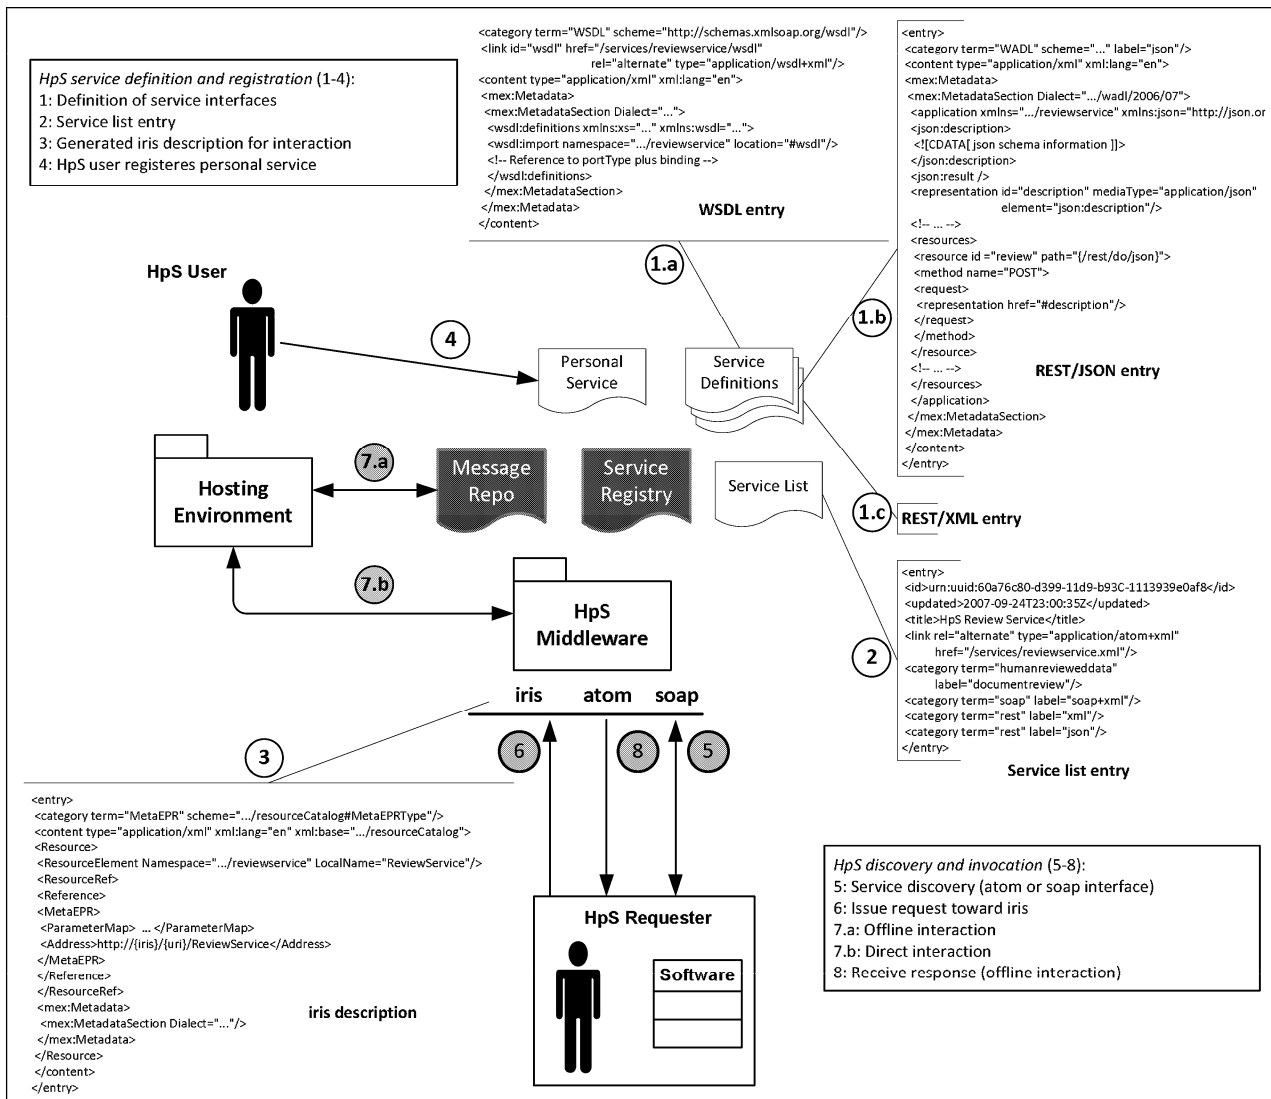 HpS service definition and registration (1-4):
1: Definition of service interfaces
2: Service list entry
3: Generated iris description for interaction
4: HpS user registeres personal service
<category term="WSDL" scheme="http://schemas.xmlsoap.org/wsdl"/>
<link id="wsdl" href="/services/reviewservice/wsdl"
rel="alternate" type="application/wsdl+xml"/>
<content type="application/xml" xml:lang="en">
<mex:Metadata>
<mex:MetadataSection Dialect="...">
<wsdl:definitions xmlns:xs="..." xmlns:wsdl="...">
<wsdl:import namespace=".../reviewservice" location="#wsdl"/>
<!-- Reference to portType plus binding -->
</wsdl:definitions>
</mex:MetadataSection>
</mex:Metadata>
</content>
WSDL entry
<entry>
<category term="WADL" scheme="..." label="json"/>
<content type="application/xml" xml:lang="en">
<mex:Metadata>
<mex:MetadataSection Dialect=".../wadl/2006/07">
<application xmlns=".../reviewservice" xmlns:json="http://json.or
<json:description>
<![CDATA[ json schema information ]]>
</json:description>
<json:result />
<representation id="description" mediaType="application/json"
element="json:description"/>
<!-- ... -->
<resources>
<resource id ="review" path="{/rest/do/json}">
<method name="POST">
<request>
<representation href="#description"/>
</request>
</method>
</resource>
<!-- ... -->
</resources>
</application>
</mex:MetadataSection>
</mex:Metadata>
</content>
</entry>
REST/JSON entry
1.a
1.b
1.c
HpS User
4
Personal
Service
Service
Definitions
Hosting
Environment
7.a
Message
Repo
Service
Registry
Service List
REST/XML entry
7.b
HpS
Middleware
2
<entry>
<id>urn:uuid:60a76c80-d399-11d9-b93C-1113939e0af8</id>
<updated>2007-09-24T23:00:35Z</updated>
<title>HpS Review Service</title>
<link rel="alternate" type="application/atom+xml"
href="/services/reviewservice.xml"/>
<category term="humanrevieweddata"
label="documentreview"/>
<category term="soap" label="soap+xml"/>
<category term="rest" label="xml"/>
<category term="rest" label="json"/>
</entry>
Service list entry
iris atom soap
3
6
8
5
<entry>
<category term="MetaEPR" scheme=".../resourceCatalog#MetaEPRType"/>
<content type="application/xml" xml:lang="en" xml:base=".../resourceCatalog">
<Resource>
<ResourceElement Namespace=".../reviewservice" LocalName="ReviewService"/>
<ResourceRef>
<Reference>
<MetaEPR>
<ParameterMap> ... </ParameterMap>
<Address>http://{iris}/{uri}/ReviewService</Address>
</MetaEPR>
</Reference>
</ResourceRef>
<mex:Metadata>
<mex:MetadataSection Dialect="..."/>
</mex:Metadata>
</Resource>
</content>
</entry>
iris description
HpS Requester
Software
HpS discovery and invocation (5-8):
5: Service discovery (atom or soap interface)
6: Issue request toward iris
7.a: Offline interaction
7.b: Direct interaction
8: Receive response (offline interaction)